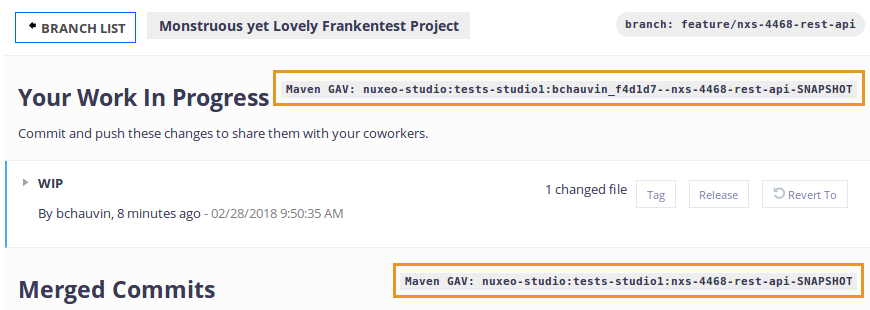 BRANCH LIST
Monstruous yet Lovely Frankentest Project
branch: feature/nxs-4468-rest-api
Your Work In Progress
Maven GAV: nuxeo-studio:tests-studio1:bchauvin_f4d1d7--nxs-4468-rest-api-SNAPSHOT
Commit and push these changes to share them with your coworkers.
WIP
1 changed file
Tag
Release
Revert To
By bchauvin, 8 minutes ago - 02/28/2018 9:50:35 AM
Merged Commits
Maven GAV: nuxeo-studio:tests-studio1:nxs-4468-rest-api-SNAPSHOT